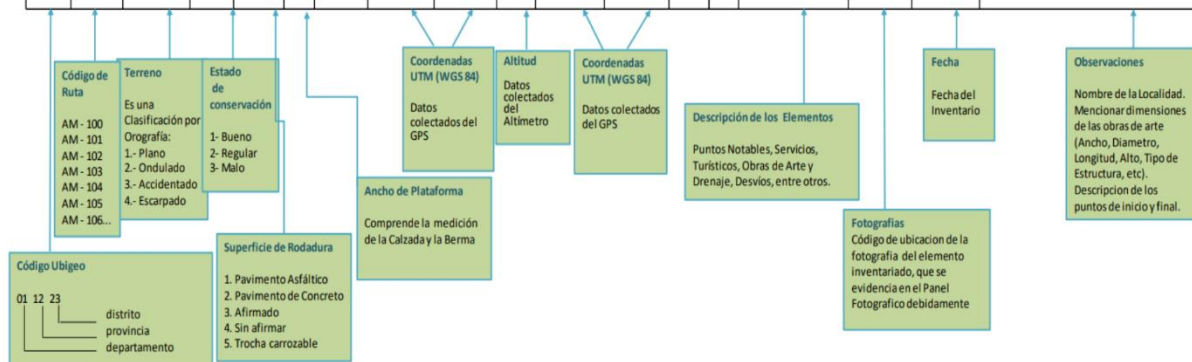 Código de
Ruta
AM - 100
AM - 101
AM - 102
AM - 103
AM - 104
AM - 105
AM - 106...
Terreno
Es una
Clasificación por
Orografía:
1.- Plano
2.- Ondulado
3.- Accidentado
4.- Escarpado
Estado
de
conservación
1- Bueno
2- Regular
3- Malo
Coordenadas
UTM (WGS 84)
Datos
colectados del
GPS
Altitud
Datos
colectados
del
Altímetro
Coordenadas
UTM (WGS 84)
Datos colectados
del GPS
Descripción de los Elementos
Puntos Notables, Servicios,
Turísticos, Obras de Arte y
Drenaje, Desvíos, entre otros.
Fecha
Fecha del
Inventario
Observaciones
Nombre de la Localidad.
Mencionar dimensiones
de las obras de arte
(Ancho, Diametro,
Longitud, Alto, Tipo de
Estructura, etc).
Descripcion de los
puntos de inicio y final.
Ancho de Plataforma
Comprende la medición
de la Calzada y la Berma
Fotografias
Código de ubicacion de la
fotografia del elemento
inventariado, que se
evidencia en el Panel
Fotografico debidamente
Superficie de Rodadura
1. Pavimento Asfáltico
2. Pavimento de Concreto
3. Afirmado
4. Sin afirmar
5. Trocha carrozable
Código Ubigeo
01 12 23
distrito
provincia
departamento